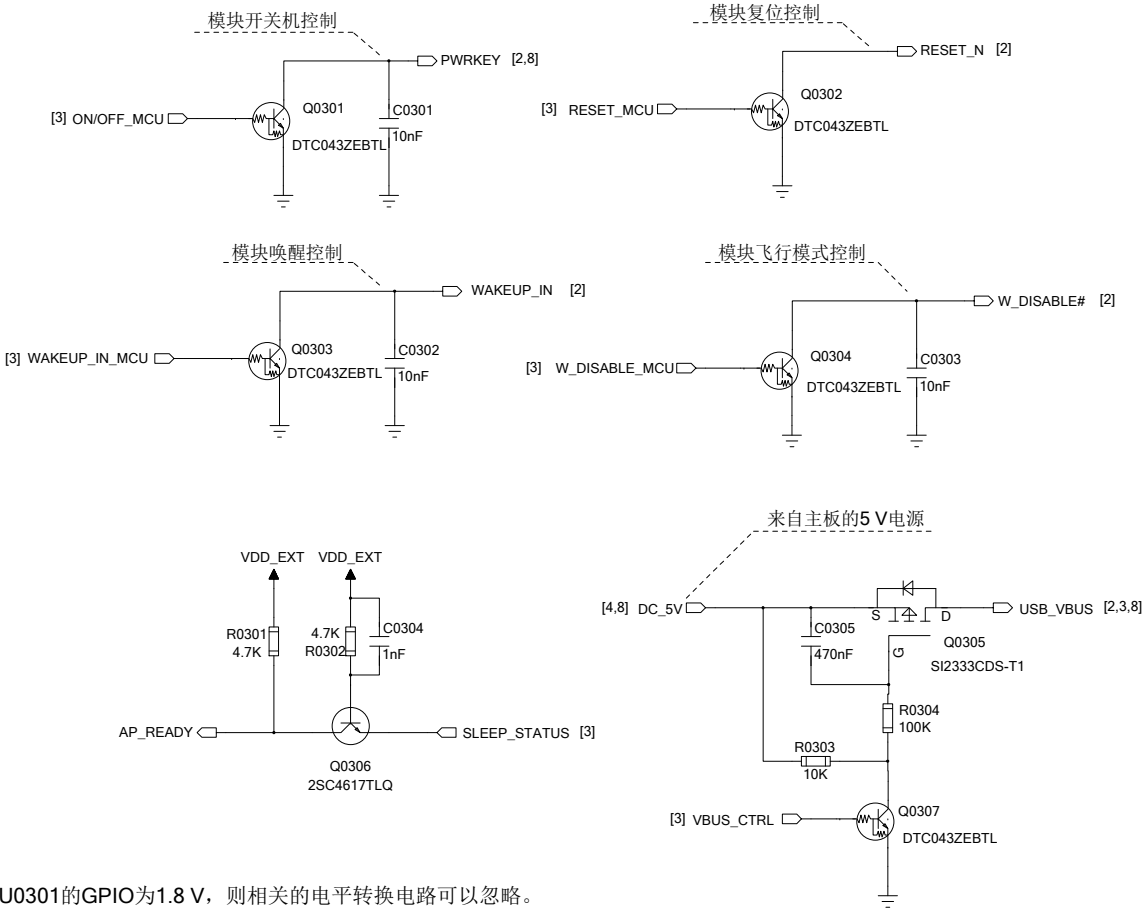 模块开关机控制
PWRKEY [2,8]
Q0301
C0301
[3] ON/OFF_MCU
DTC043ZEBTL
10nF
模块复位控制
RESET_N [2]
Q0302
[3] RESET_MCU
DTC043ZEBTL
模块唤醒控制
WAKEUP_IN [2]
Q0303
C0302
[3] WAKEUP_IN_MCU
DTC043ZEBTL
10nF
模块飞行模式控制
W_DISABLE# [2]
Q0304
C0303
[3] W_DISABLE_MCU
DTC043ZEBTL
10nF
VDD_EXT VDD_EXT
R0301
4.7K
4.7K
R0302
C0304
1nF
AP_READY
SLEEP_STATUS [3]
Q0306
2SC4617TLQ
来自主板的5 V电源
[4,8] DC_5V
S
D
G
USB_VBUS [2,3,8]
C0305
470nF
Q0305
SI2333CDS-T1
R0304
100K
R0303
10K
[3] VBUS_CTRL
Q0307
DTC043ZEBTL
U0301的GPIO为1.8 V，则相关的电平转换电路可以忽略。